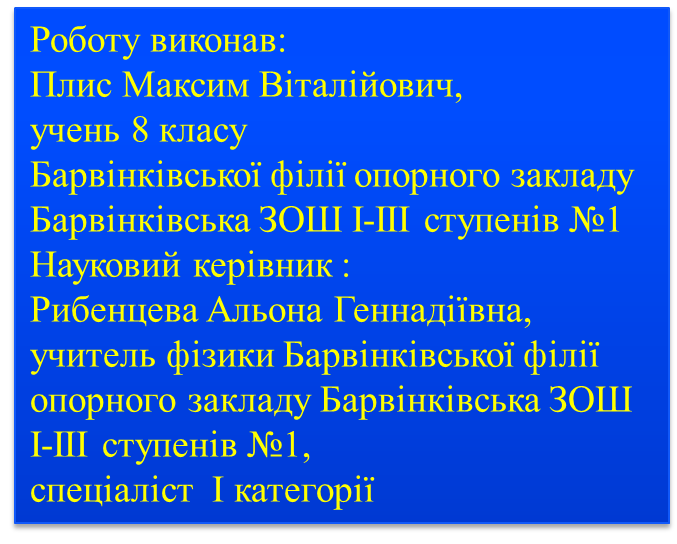 Роботу виконав:
Плис Максим Віталійович,
учень 8 класу
Барвінківської філії опорного закладу
Барвінківська ЗОШ І-ІІІ ступенів №1
Науковий керівник :
Рибенцева Альона Геннадіївна,
учитель фізики Барвінківської філії
опорного закладу Барвінківська ЗОШ
І-ІІІ ступенів №1,
спеціаліст І категорії